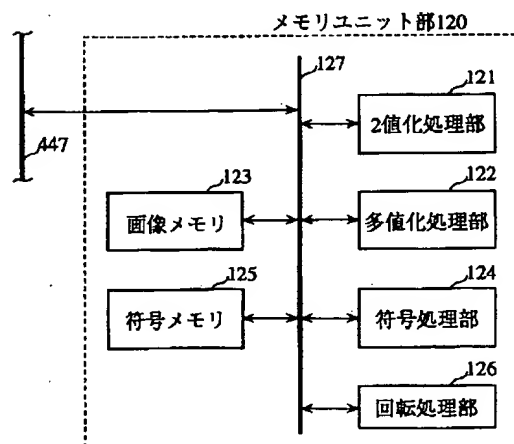 メモリユニット部120
127
121
2値化処理部
447
123
122
画像メモリ
多値化処理部
125
124
符号メモリ
符号処理部
126
回転処理部